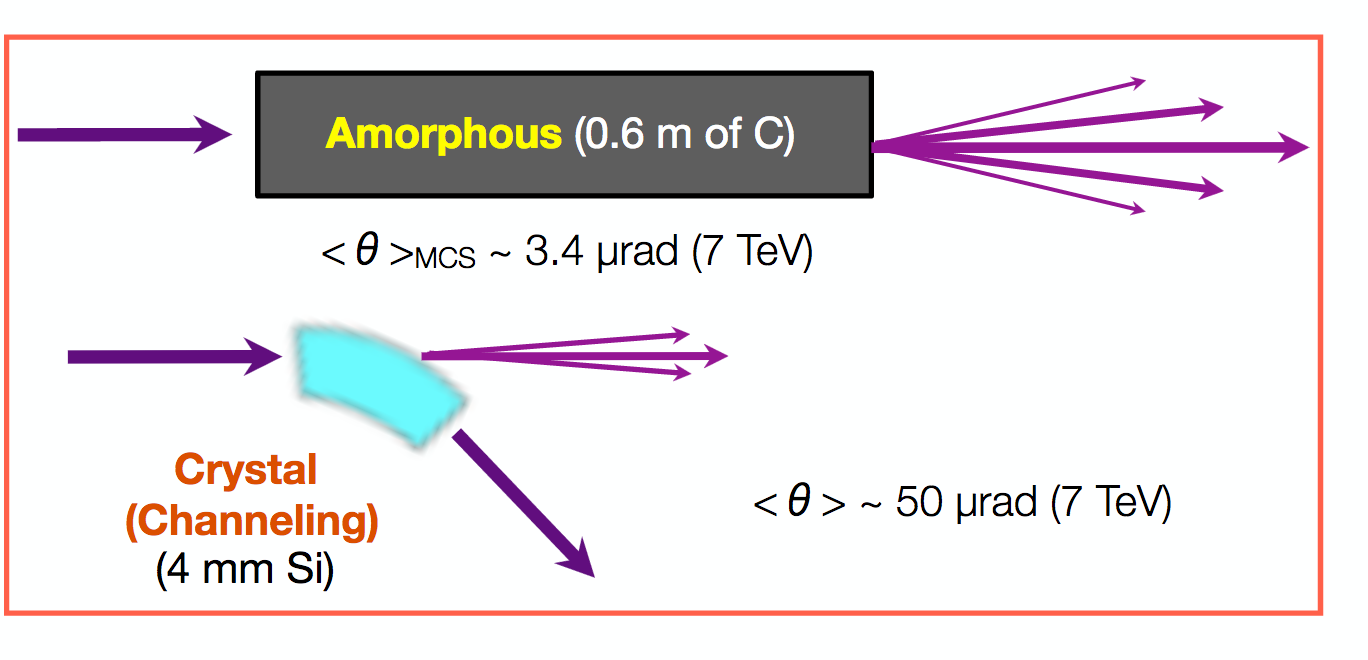 Amorphous (0.6 m of C)
< θ >MCS ~ 3.4 μrad (7 TeV)
Crystal
(Channeling)
(4 mm Si)
< θ > ~ 50 μrad (7 TeV)